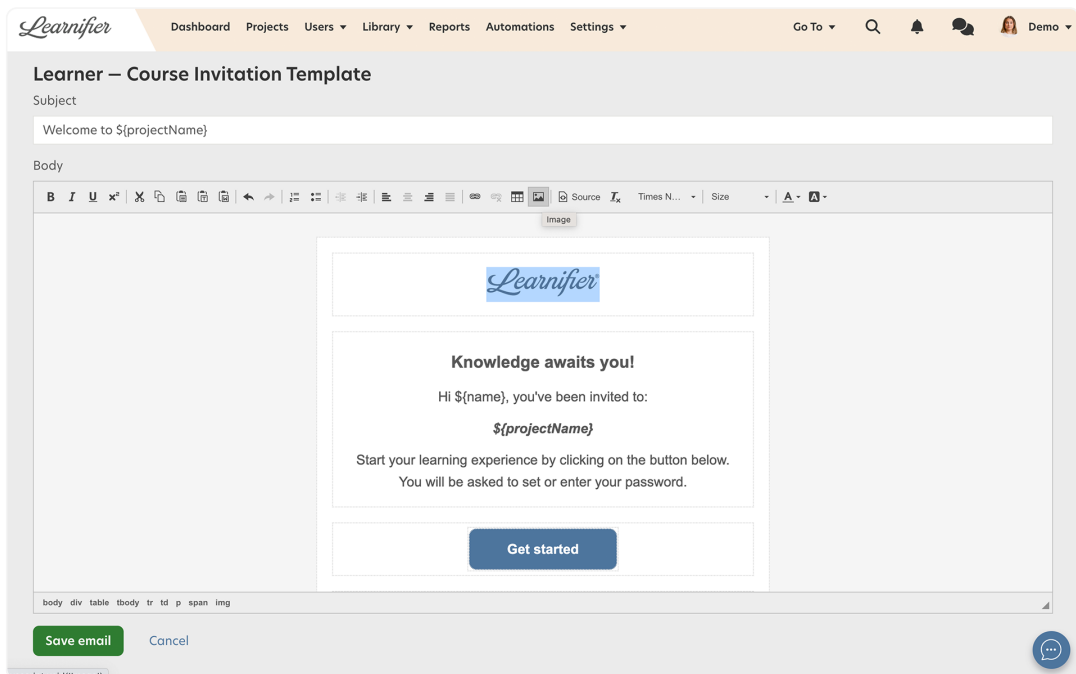 Learnifier Dashboard Projects Users Library Reports Automations Settings Go To Demo
Learner — Course Invitation Template
Subject
Welcome to ${projectName}
Body
B I U x² Source Tx Times N... Size A A
Image
Learnifier®
Knowledge awaits you!
Hi ${name}, you've been invited to:
${projectName}
Start your learning experience by clicking on the button below.
You will be asked to set or enter your password.
Get started
body div table tbody tr td p span img
Save email Cancel